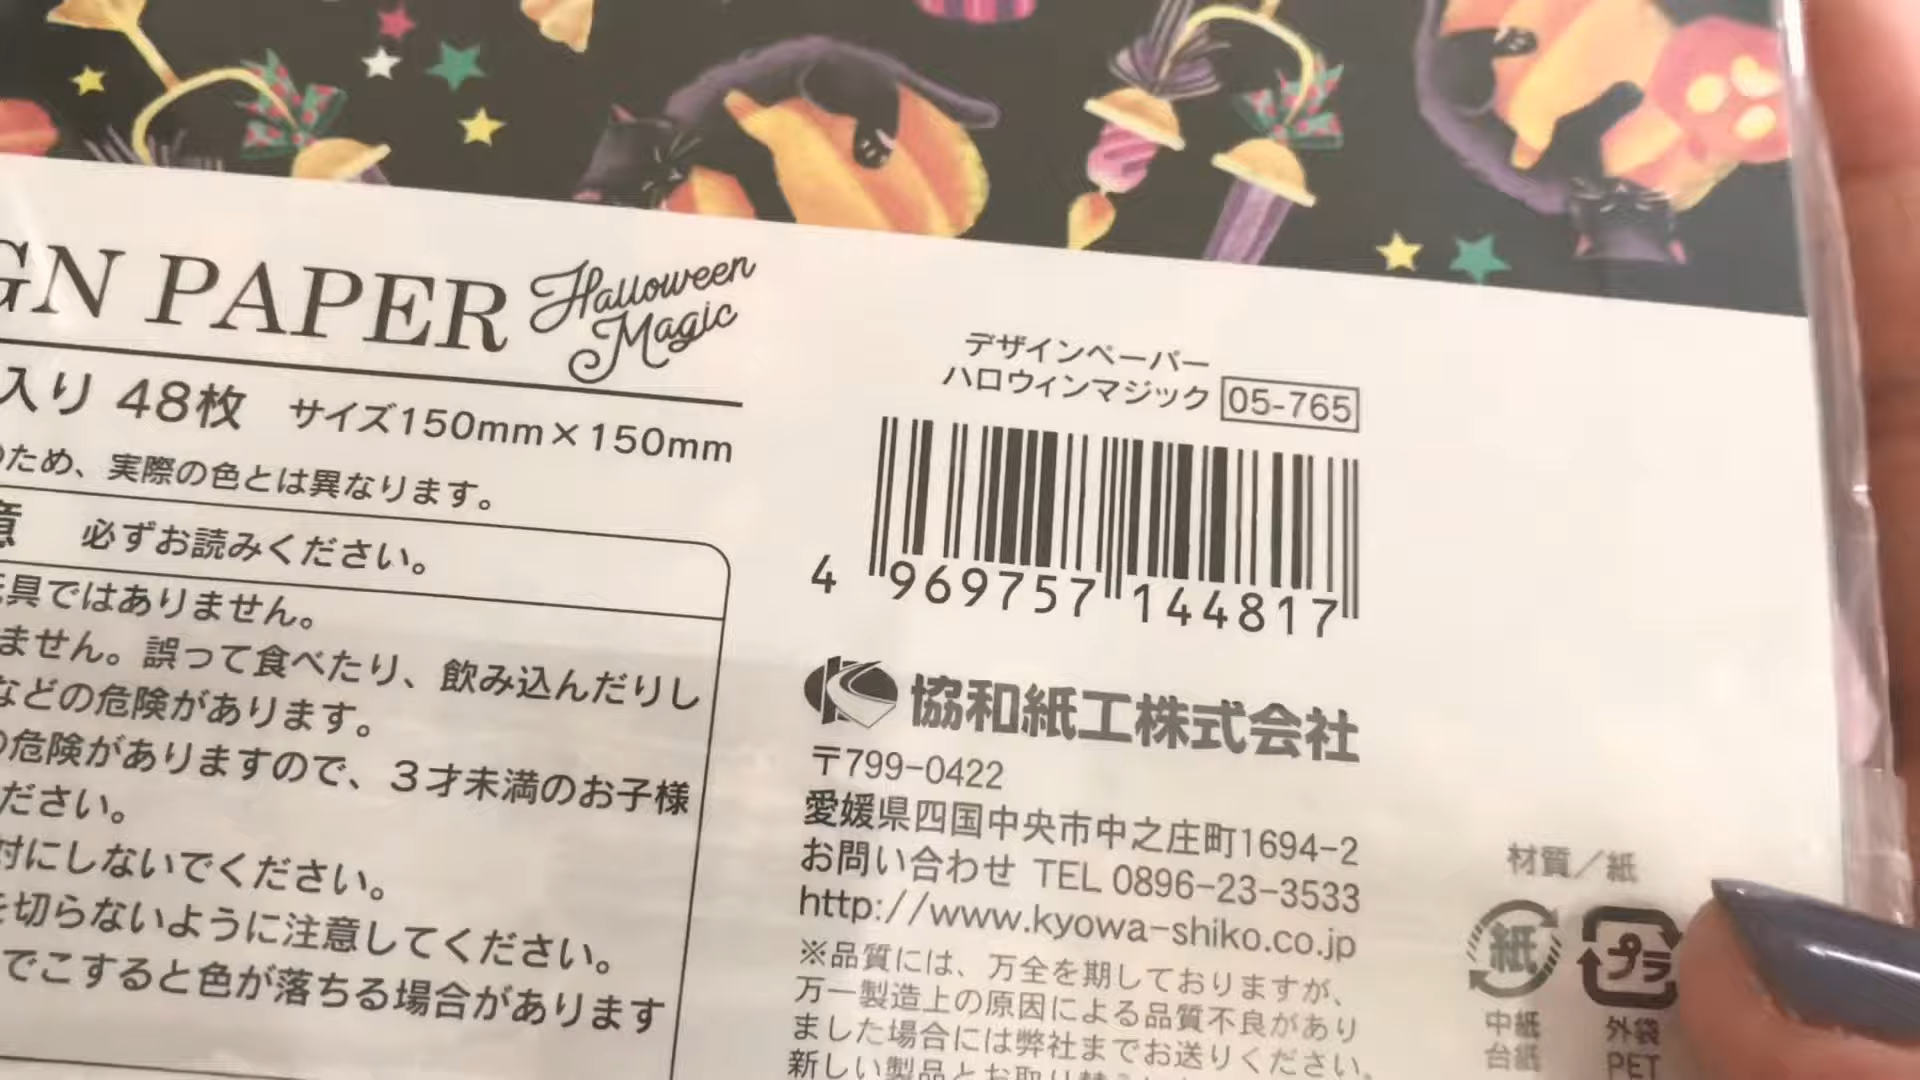 GN PAPER Halloween Magic
入り 48枚 サイズ150mm×150mm
ため、実際の色とは異なります。
意 必ずお読みください。
玩具ではありません。
ません。誤って食べたり、飲み込んだりし
などの危険があります。
の危険がありますので、3才未満のお子様
ださい。
対にしないでください。
を切らないように注意してください。
でこすると色が落ちる場合があります
デザインペーパー
ハロウィンマジック 05-765
4 969757 144817
協和紙工株式会社
〒799-0422
愛媛県四国中央市中之庄町1694-2
お問い合わせ TEL 0896-23-3533
http://www.kyowa-shiko.co.jp
※品質には、万全を期しておりますが、
万一製造上の原因による品質不良があり
ました場合には弊社までお送りください。
新しい製品とお取り替え
材質／紙
紙 プラ
中紙 外袋
台紙 PET